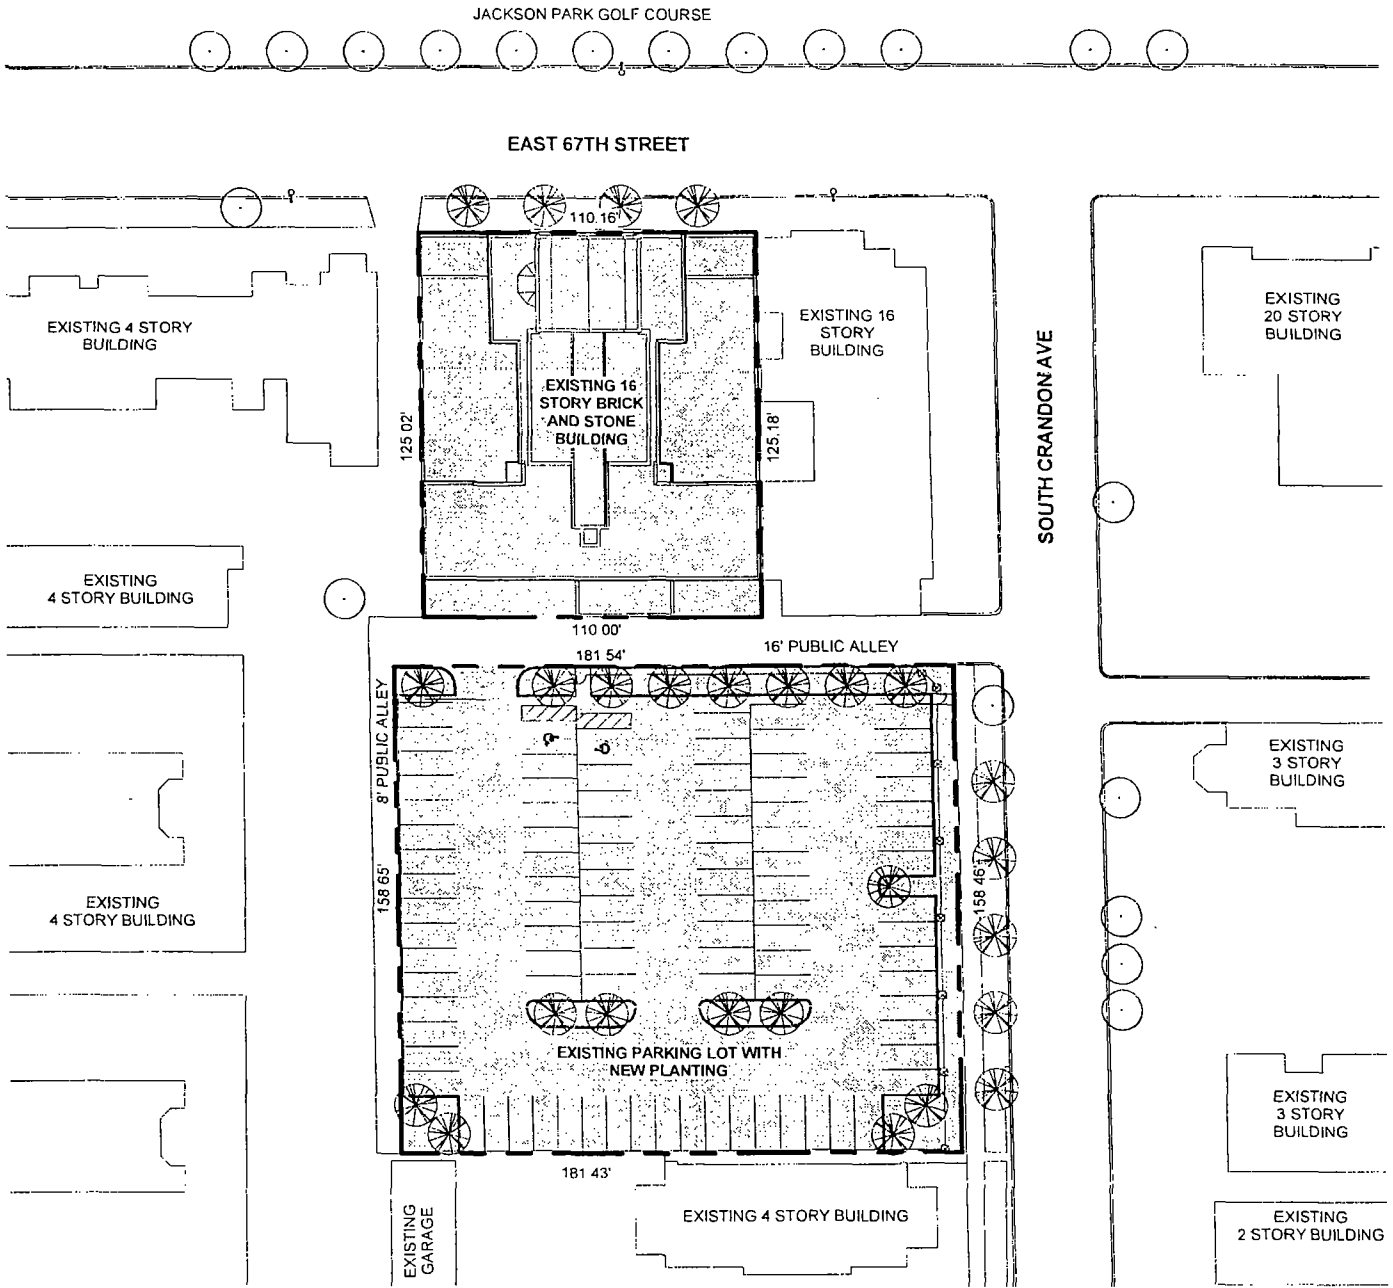 JACKSON PARK GOLF COURSE
EAST 67TH STREET
110.16'
EXISTING 4 STORY
BUILDING
EXISTING 16
STORY
BUILDING
EXISTING
20 STORY
BUILDING
EXISTING 16
STORY BRICK
AND STONE
BUILDING
125 02'
125.18'
SOUTH CRANDON AVE
EXISTING
4 STORY BUILDING
110 00'
181 54'
16' PUBLIC ALLEY
8' PUBLIC ALLEY
EXISTING
3 STORY
BUILDING
158 65'
158 46'
EXISTING
4 STORY BUILDING
EXISTING PARKING LOT WITH
NEW PLANTING
EXISTING
3 STORY
BUILDING
181 43'
EXISTING
GARAGE
EXISTING 4 STORY BUILDING
EXISTING
2 STORY BUILDING